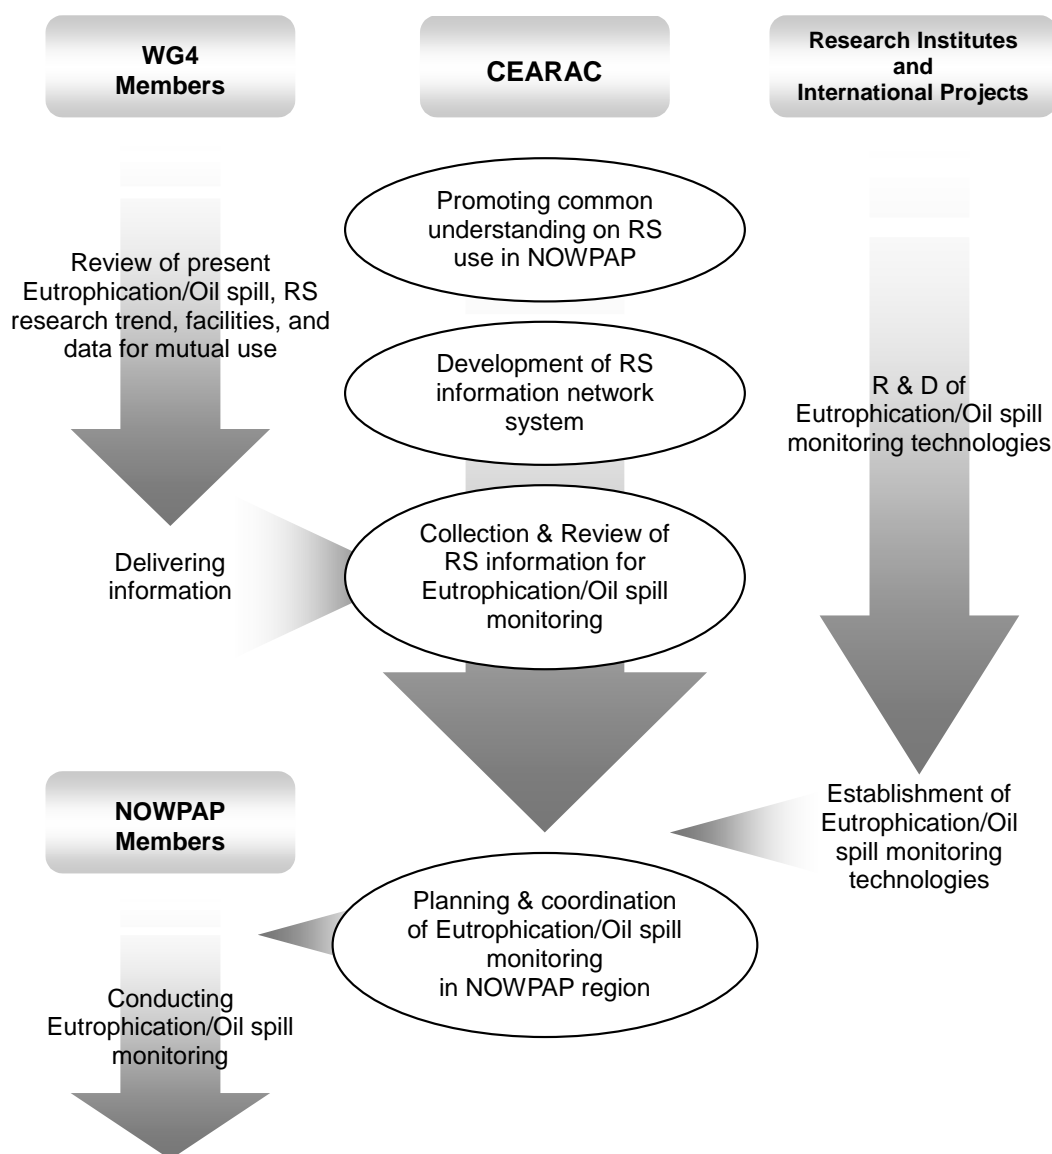 WG4
Members
CEARAC
Research Institutes
and
International Projects
Promoting common
understanding on RS
use in NOWPAP
Review of present
Eutrophication/Oil spill, RS
research trend, facilities, and
data for mutual use
Development of RS
information network
system
R & D of
Eutrophication/Oil spill
monitoring technologies
Delivering
information
Collection & Review of
RS information for
Eutrophication/Oil spill
monitoring
NOWPAP
Members
Establishment of
Eutrophication/Oil
spill monitoring
technologies
Planning & coordination
of Eutrophication/Oil spill
monitoring
in NOWPAP region
Conducting
Eutrophication/Oil spill
monitoring